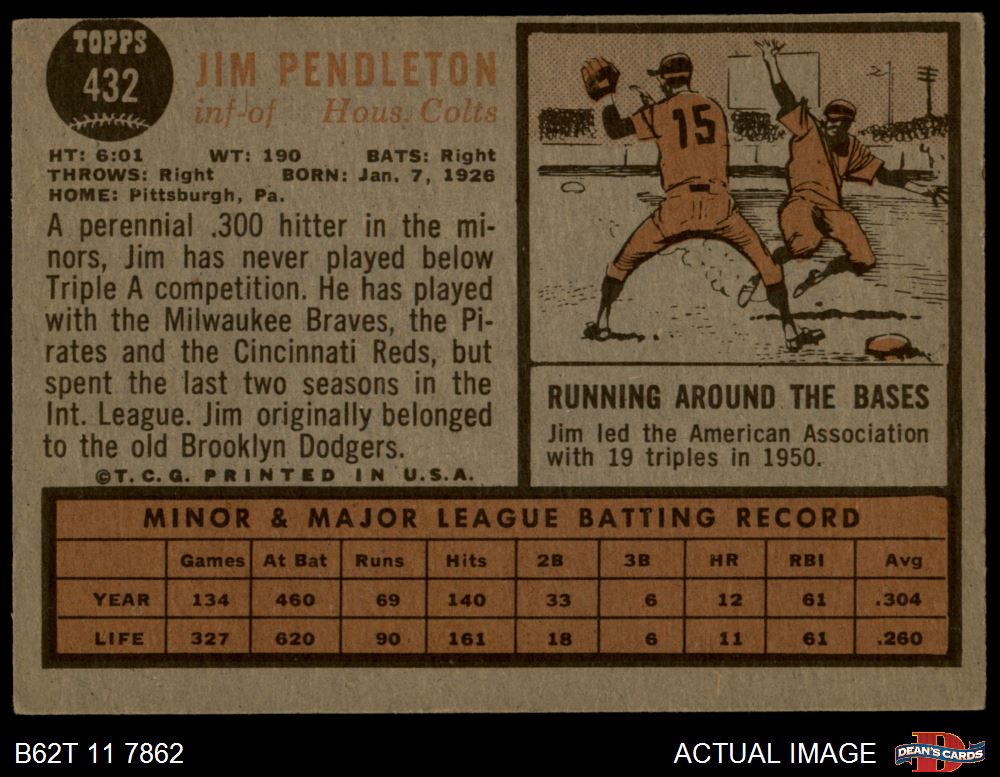 TOPPS
432
JIM PENDLETON
inf-of Hous. Colts
HT: 6:01 WT: 190 BATS: Right
THROWS: Right BORN: Jan. 7, 1926
HOME: Pittsburgh, Pa.
A perennial .300 hitter in the mi-
nors, Jim has never played below
Triple A competition. He has played
with the Milwaukee Braves, the Pi-
rates and the Cincinnati Reds, but
spent the last two seasons in the
Int. League. Jim originally belonged
to the old Brooklyn Dodgers.
©T.C.G. PRINTED IN U.S.A.
15
RUNNING AROUND THE BASES
Jim led the American Association
with 19 triples in 1950.
MINOR & MAJOR LEAGUE BATTING RECORD
Games At Bat Runs Hits 2B 3B HR RBI Avg
YEAR 134 460 69 140 33 6 12 61 .304
LIFE 327 620 90 161 18 6 11 61 .260
B62T 11 7862
ACTUAL IMAGE
D
DEAN'S CARDS